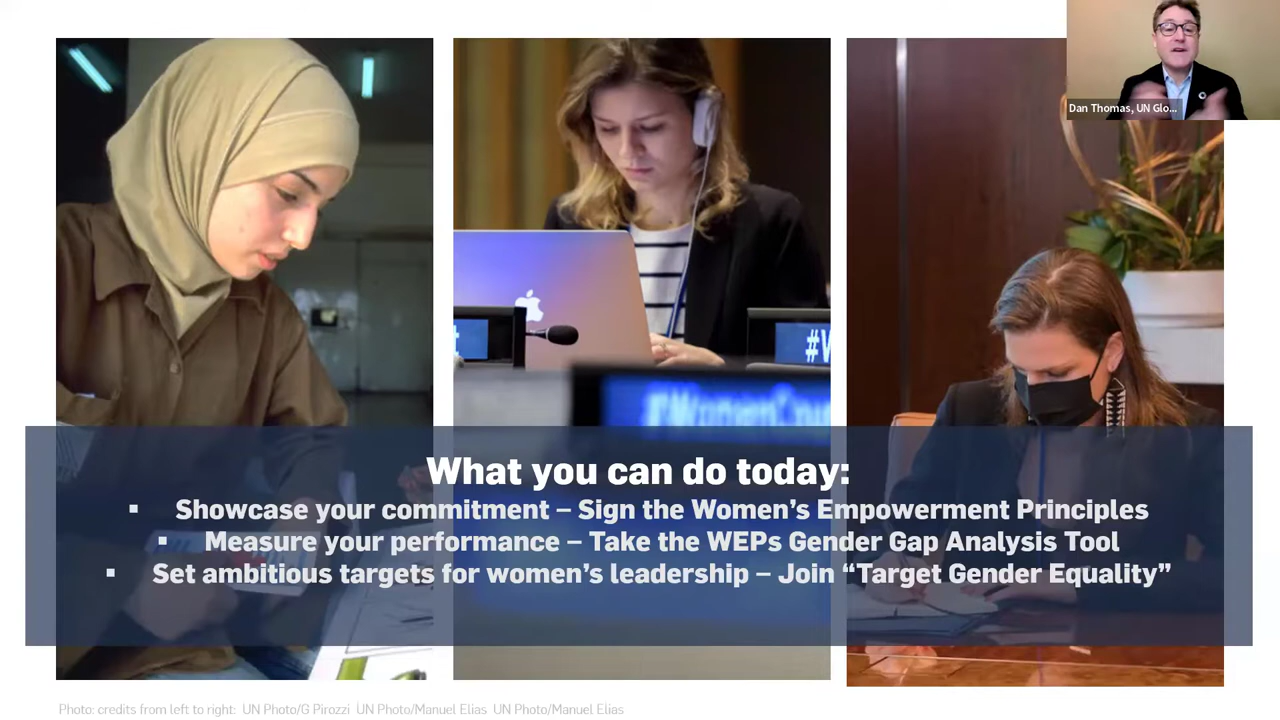 Dan Thomas, UN Glo...
#W
#WomenCou
What you can do today:
▪ Showcase your commitment – Sign the Women’s Empowerment Principles
▪ Measure your performance – Take the WEPs Gender Gap Analysis Tool
▪ Set ambitious targets for women’s leadership – Join “Target Gender Equality”
Photo: credits from left to right: UN Photo/G Pirozzi UN Photo/Manuel Elias UN Photo/Manuel Elias